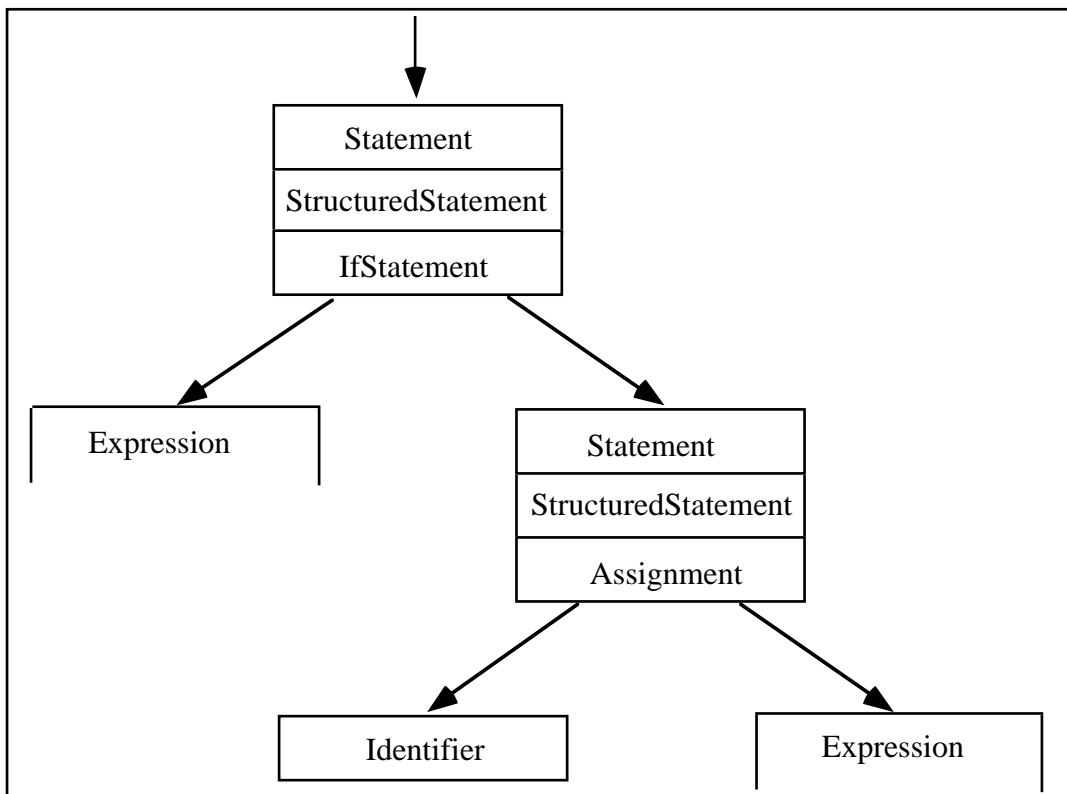 Statement
StructuredStatement
IfStatement
Expression
Statement
StructuredStatement
Assignment
Identifier
Expression